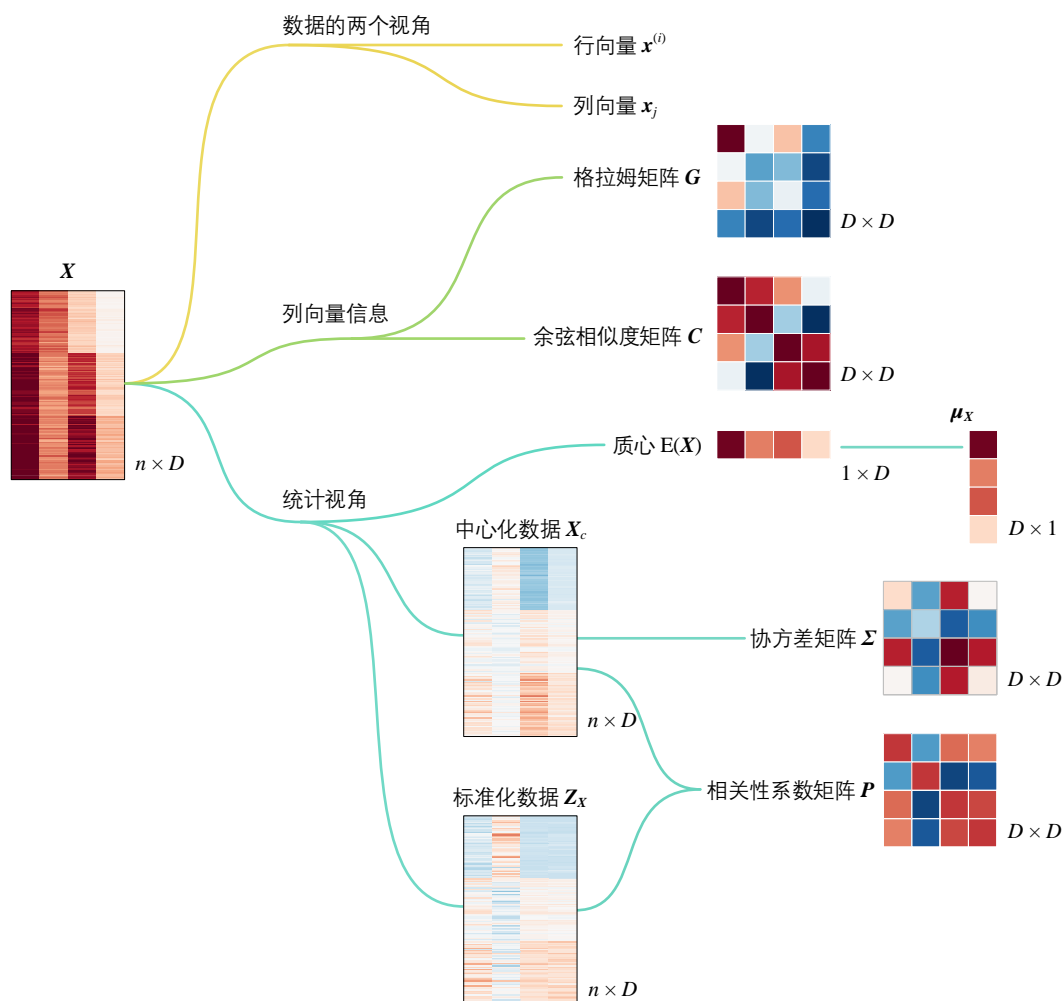 数据的两个视角
行向量 x^(i)
列向量 x_j
格拉姆矩阵 G
D × D
X
列向量信息
余弦相似度矩阵 C
D × D
n × D
质心 E(X)
1 × D
μ_X
D × 1
统计视角
中心化数据 X_c
n × D
协方差矩阵 Σ
D × D
标准化数据 Z_X
n × D
相关性系数矩阵 P
D × D